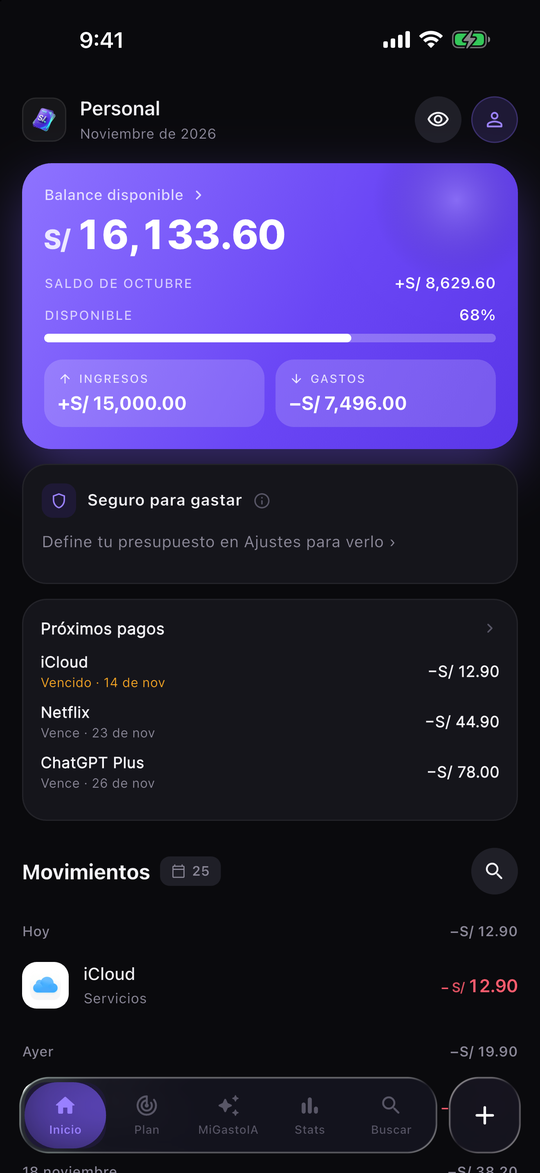 9:41
Personal
Noviembre de 2026
Balance disponible
S/ 16,133.60
SALDO DE OCTUBRE +S/ 8,629.60
DISPONIBLE 68%
INGRESOS
+S/ 15,000.00
GASTOS
−S/ 7,496.00
Seguro para gastar
Define tu presupuesto en Ajustes para verlo ›
Próximos pagos
iCloud
Vencido · 14 de nov
−S/ 12.90
Netflix
Vence · 23 de nov
−S/ 44.90
ChatGPT Plus
Vence · 26 de nov
−S/ 78.00
Movimientos 25
Hoy −S/ 12.90
iCloud
Servicios
− S/ 12.90
Ayer −S/ 19.90
Inicio
Plan
MiGastoIA
Stats
Buscar
18 noviembre −S/ 38.20